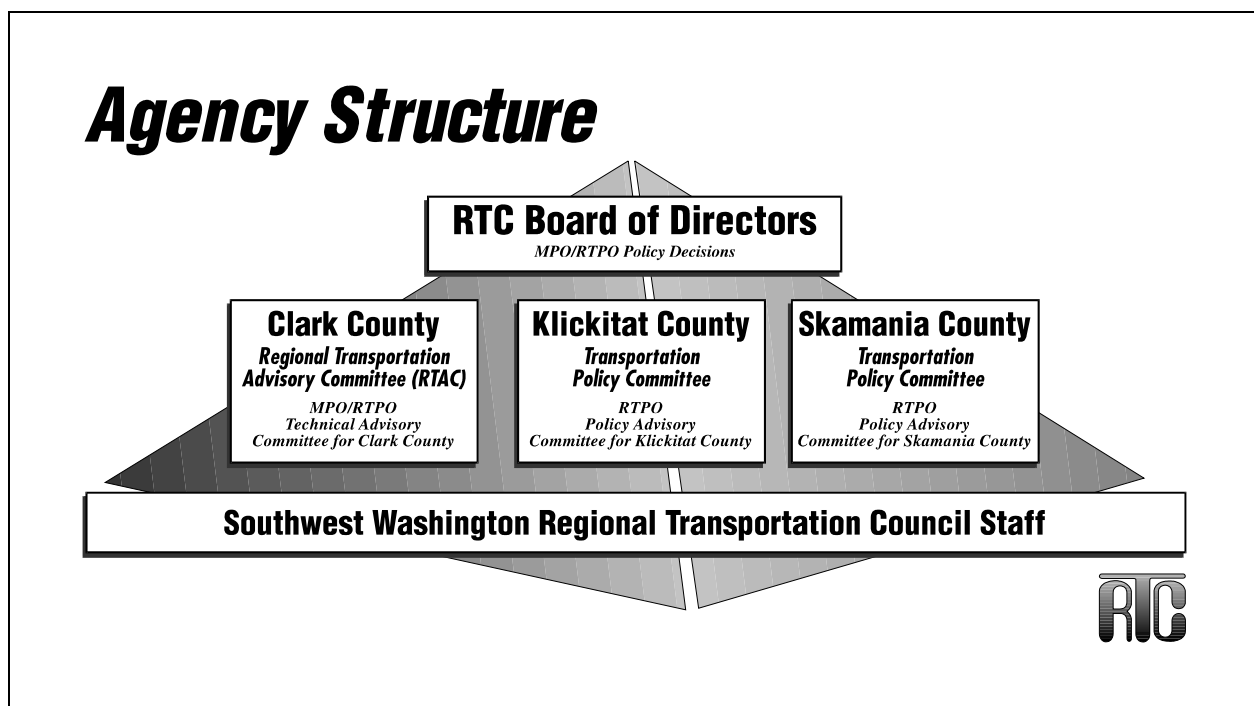 Agency Structure
RTC Board of Directors
MPO/RTPO Policy Decisions
Clark County
Regional Transportation
Advisory Committee (RTAC)
MPO/RTPO
Technical Advisory
Committee for Clark County
Klickitat County
Transportation
Policy Committee
RTPO
Policy Advisory
Committee for Klickitat County
Skamania County
Transportation
Policy Committee
RTPO
Policy Advisory
Committee for Skamania County
Southwest Washington Regional Transportation Council Staff
RTC